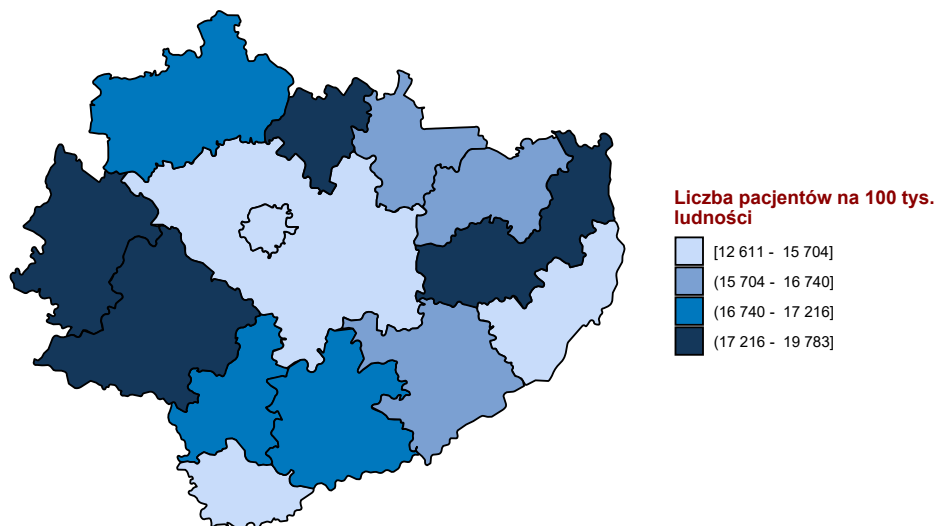 Liczba pacjentów na 100 tys.
ludności
[12 611 - 15 704]
(15 704 - 16 740]
(16 740 - 17 216]
(17 216 - 19 783]